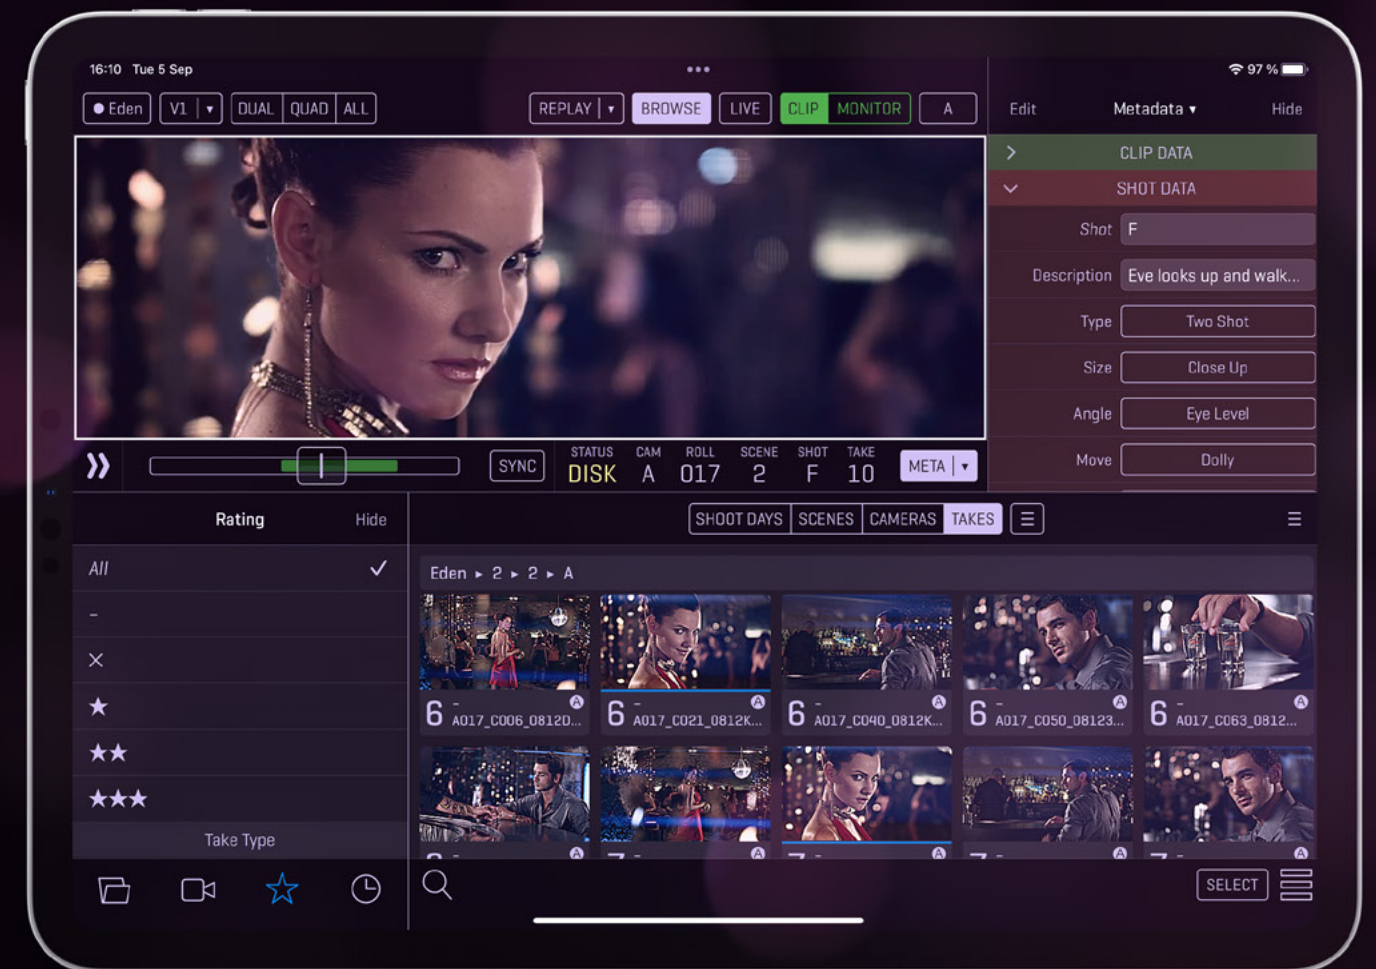 16:10 Tue 5 Sep
97 %
Eden V1 DUAL QUAD ALL REPLAY BROWSE LIVE CLIP MONITOR A
Edit Metadata Hide
CLIP DATA
SHOT DATA
Shot F
Description Eve looks up and walk...
Type Two Shot
Size Close Up
Angle Eye Level
Move Dolly
SYNC
STATUS CAM ROLL SCENE SHOT TAKE
DISK A 017 2 F 10
META
Rating Hide
All
-
×
★
★★
★★★
Take Type
SHOOT DAYS SCENES CAMERAS TAKES
Eden ▸ 2 ▸ 2 ▸ A
6 - A017_C006_0812D... A
6 - A017_C021_0812K... A
6 - A017_C040_0812K... A
6 - A017_C050_08123... A
6 - A017_C063_0812... A
- A
- A
- A
- A
- A
SELECT